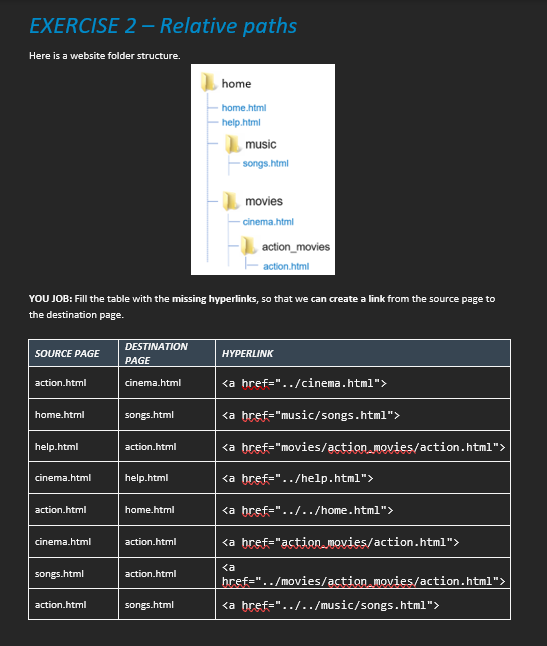 EXERCISE 2 – Relative paths
Here is a website folder structure.
home
home.html
help.html
music
songs.html
movies
cinema.html
action_movies
action.html
YOU JOB: Fill the table with the missing hyperlinks, so that we can create a link from the source page to
the destination page.
SOURCE PAGE DESTINATION PAGE HYPERLINK
action.html cinema.html <a href="../cinema.html">
home.html songs.html <a href="music/songs.html">
help.html action.html <a href="movies/action_movies/action.html">
cinema.html help.html <a href="../help.html">
action.html home.html <a href="../../home.html">
cinema.html action.html <a href="action_movies/action.html">
songs.html action.html <a
href="../movies/action_movies/action.html">
action.html songs.html <a href="../../music/songs.html">